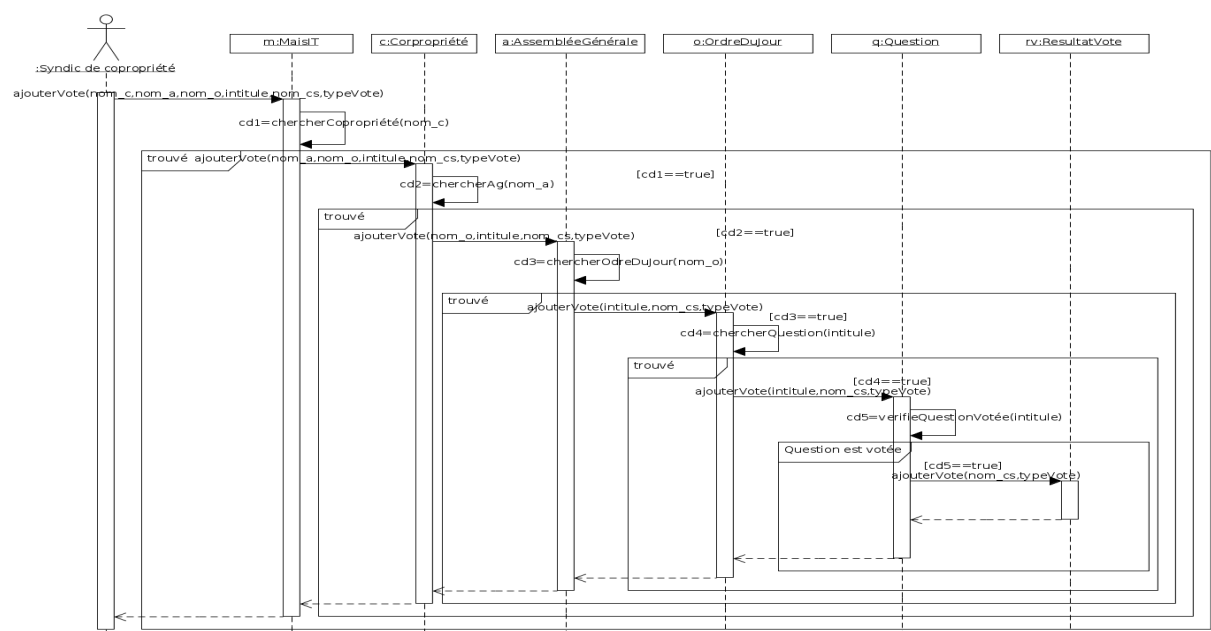 m:MaisIT
c:Corpropriété
a:AssembléeGénérale
o:OrdreDuJour
q:Question
rv:ResultatVote
:Syndic de copropriété
ajouterVote(nom_c,nom_a,nom_o,intitule,nom_cs,typeVote)
cd1=chercherCopropriété(nom_c)
trouvé
ajouterVote(nom_a,nom_o,intitule,nom_cs,typeVote)
[cd1==true]
cd2=chercherAg(nom_a)
trouvé
ajouterVote(nom_o,intitule,nom_cs,typeVote)
[cd2==true]
cd3=chercherOdreDuJour(nom_o)
trouvé
ajouterVote(intitule,nom_cs,typeVote)
[cd3==true]
cd4=chercherQuestion(intitule)
trouvé
[cd4==true]
ajouterVote(intitule,nom_cs,typeVote)
cd5=verifieQuestionVotée(intitule)
Question est votée
[cd5==true]
ajouterVote(nom_cs,typeVote)